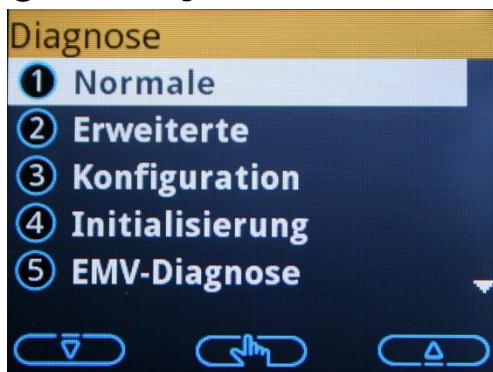 Diagnose
1 Normale
2 Erweiterte
3 Konfiguration
4 Initialisierung
5 EMV-Diagnose